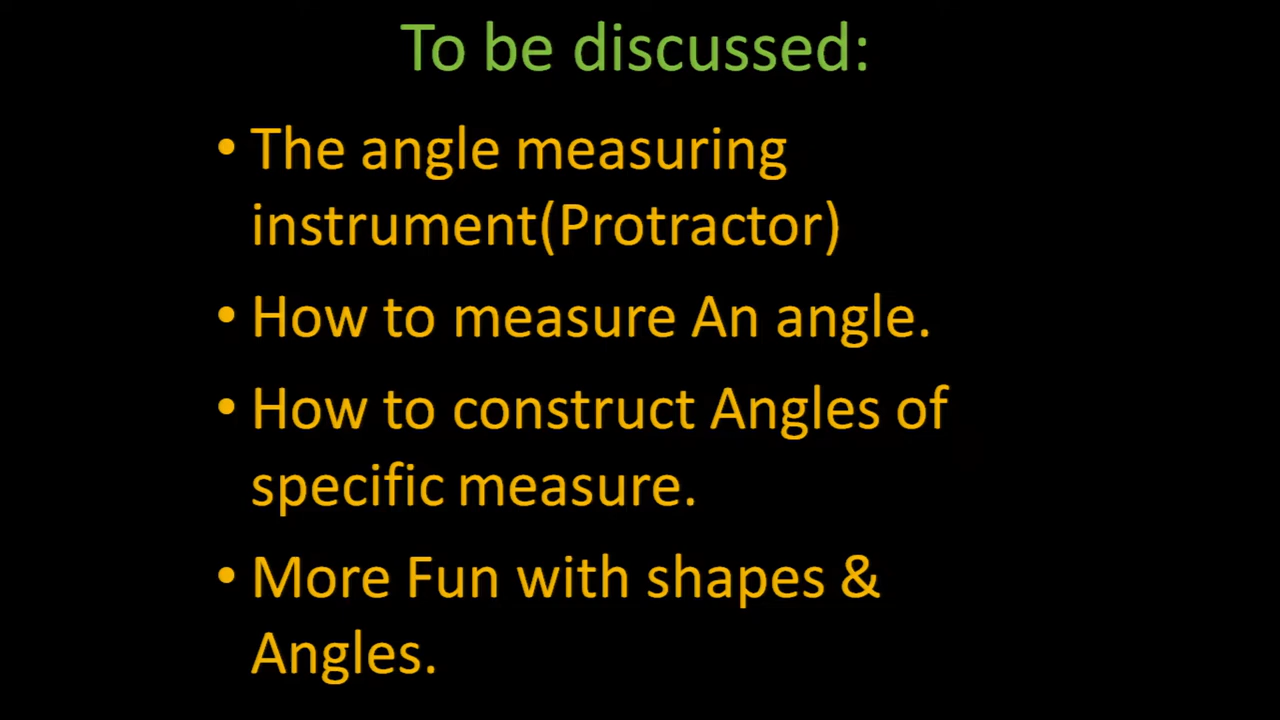 To be discussed:
• The angle measuring
instrument(Protractor)
• How to measure An angle.
• How to construct Angles of
specific measure.
• More Fun with shapes &
Angles.